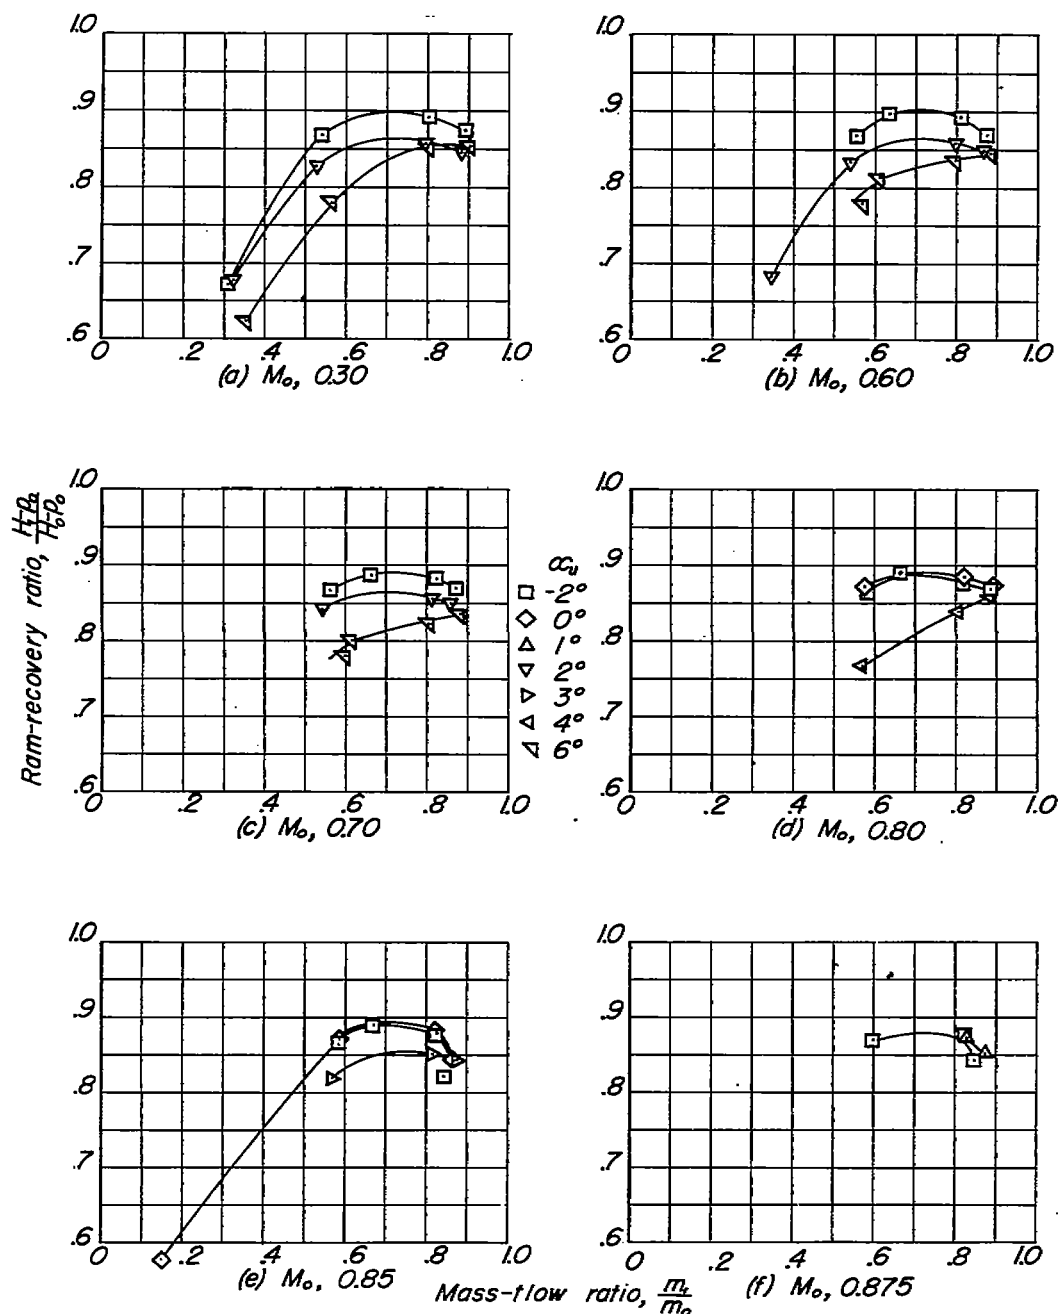 1.0 1.0
.9 .9
.8 .8
.7 .7
.6 .6
0 .2 .4 .6 .8 1.0 0 .2 .4 .6 .8 1.0
(a) M₀, 0.30 (b) M₀, 0.60
Ram-recovery ratio,
1.0 1.0
.9 .9
.8 .8
.7 .7
.6 .6
0 .2 .4 .6 .8 1.0 0 .2 .4 .6 .8 1.0
(c) M₀, 0.70 (d) M₀, 0.80
αᵤ
-2°
0°
1°
2°
3°
4°
6°
1.0 1.0
.9 .9
.8 .8
.7 .7
.6 .6
0 .2 .4 .6 .8 1.0 0 .2 .4 .6 .8 1.0
(e) M₀, 0.85 (f) M₀, 0.875
Mass-flow ratio, m₁/m₀